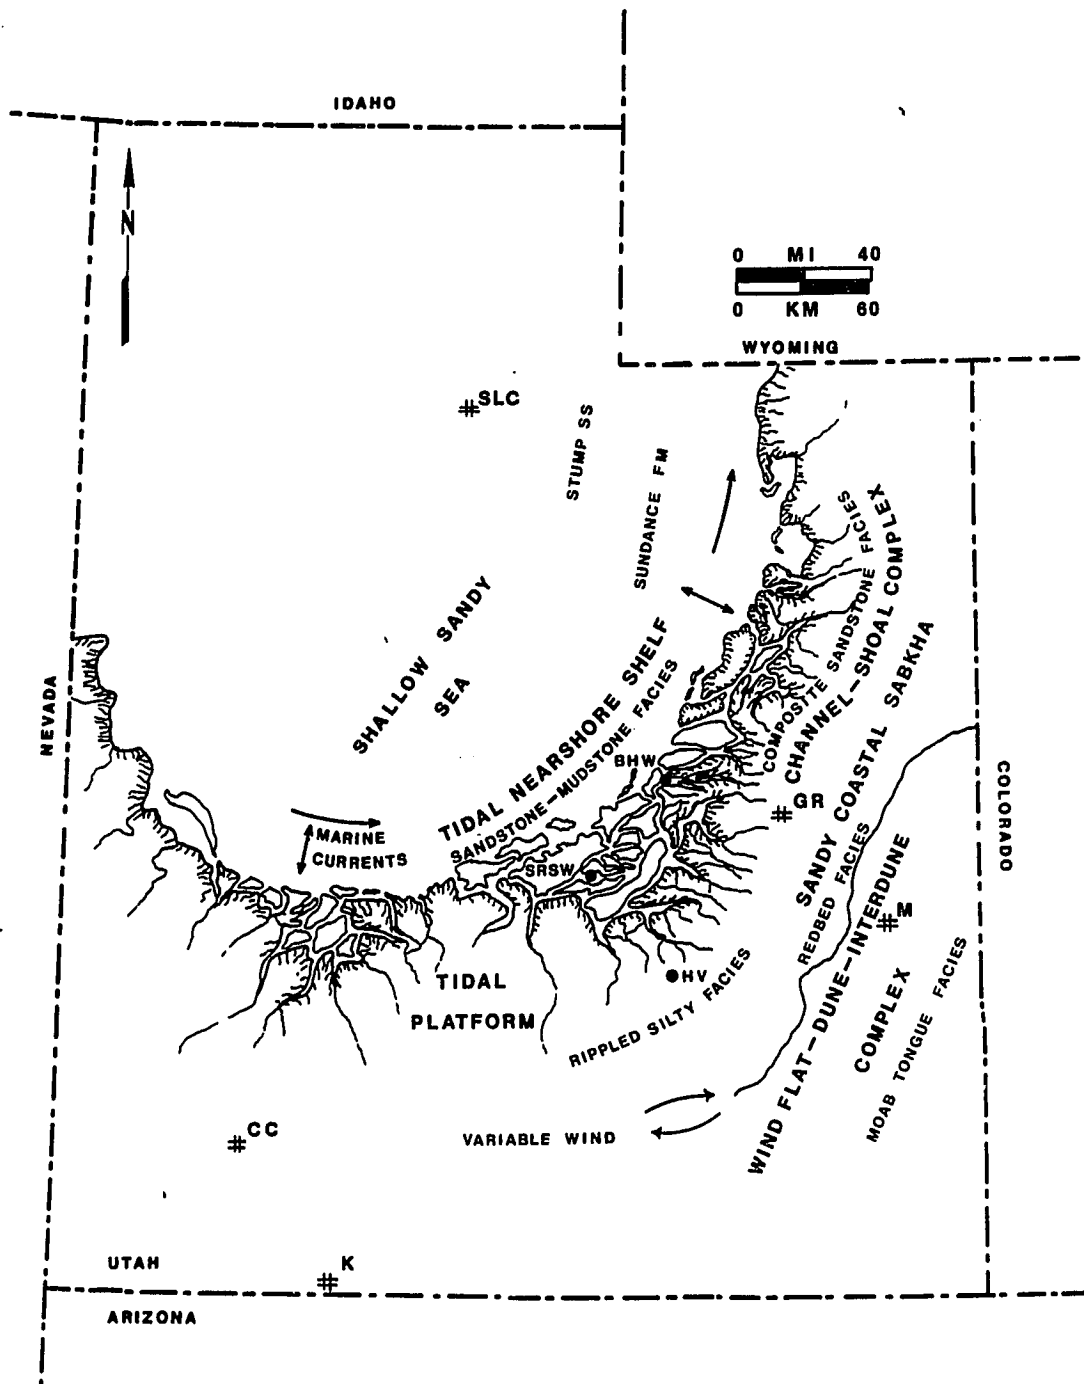 IDAHO
N
0 MI 40
0 KM 60
WYOMING
SLC
STUMP SS
SUNDANCE FM
SHALLOW SANDY
SEA
TIDAL NEARSHORE SHELF
SANDSTONE-MUDSTONE FACIES
COMPOSITE SANDSTONE FACIES
CHANNEL-SHOAL COMPLEX
SANDY COASTAL SABKHA
REDBED FACIES
NEVADA
COLORADO
BHW
GR
MARINE
CURRENTS
SRSW
M
HV
TIDAL
PLATFORM
RIPPLED SILTY FACIES
WIND FLAT-DUNE-INTERDUNE
COMPLEX
MOAB TONGUE FACIES
VARIABLE WIND
CC
UTAH
K
ARIZONA